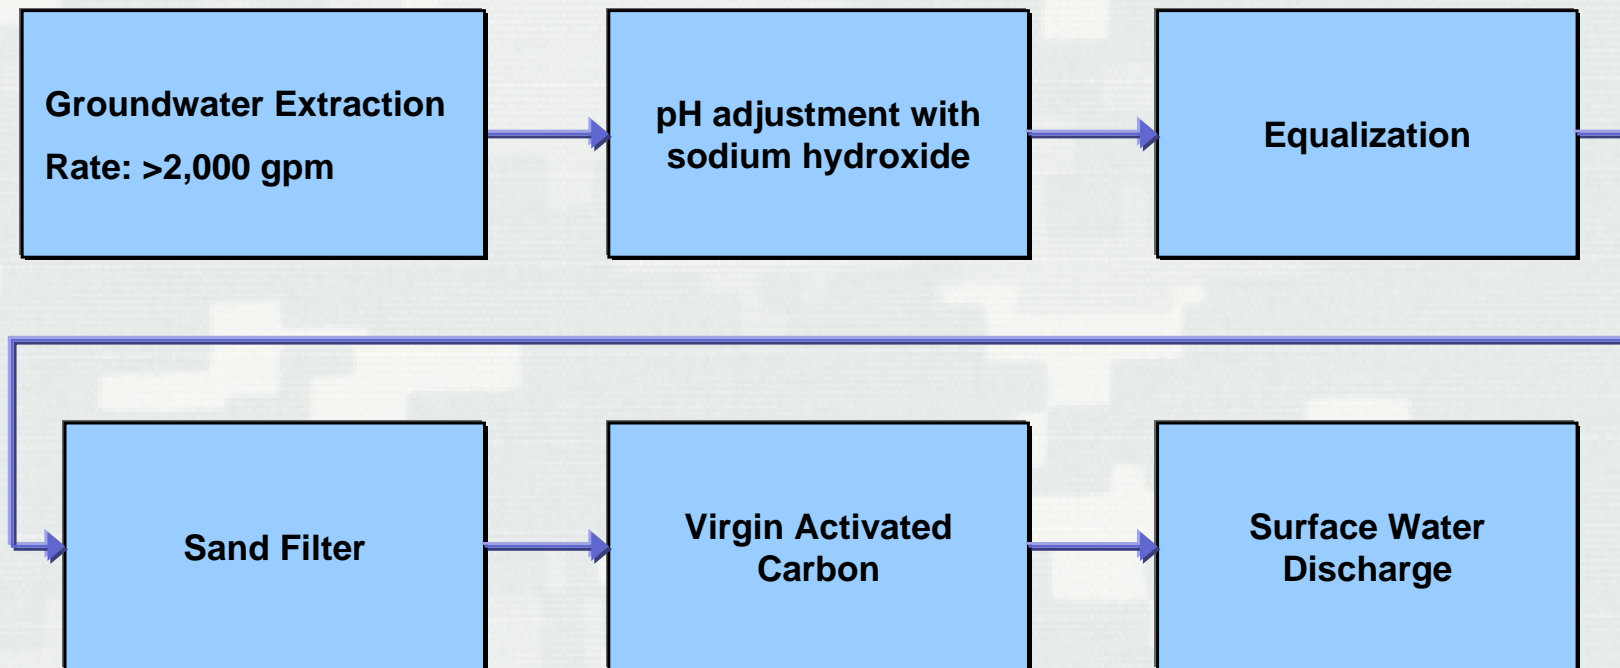 Groundwater Extraction
Rate: >2,000 gpm
pH adjustment with
sodium hydroxide
Equalization
Sand Filter
Virgin Activated
Carbon
Surface Water
Discharge